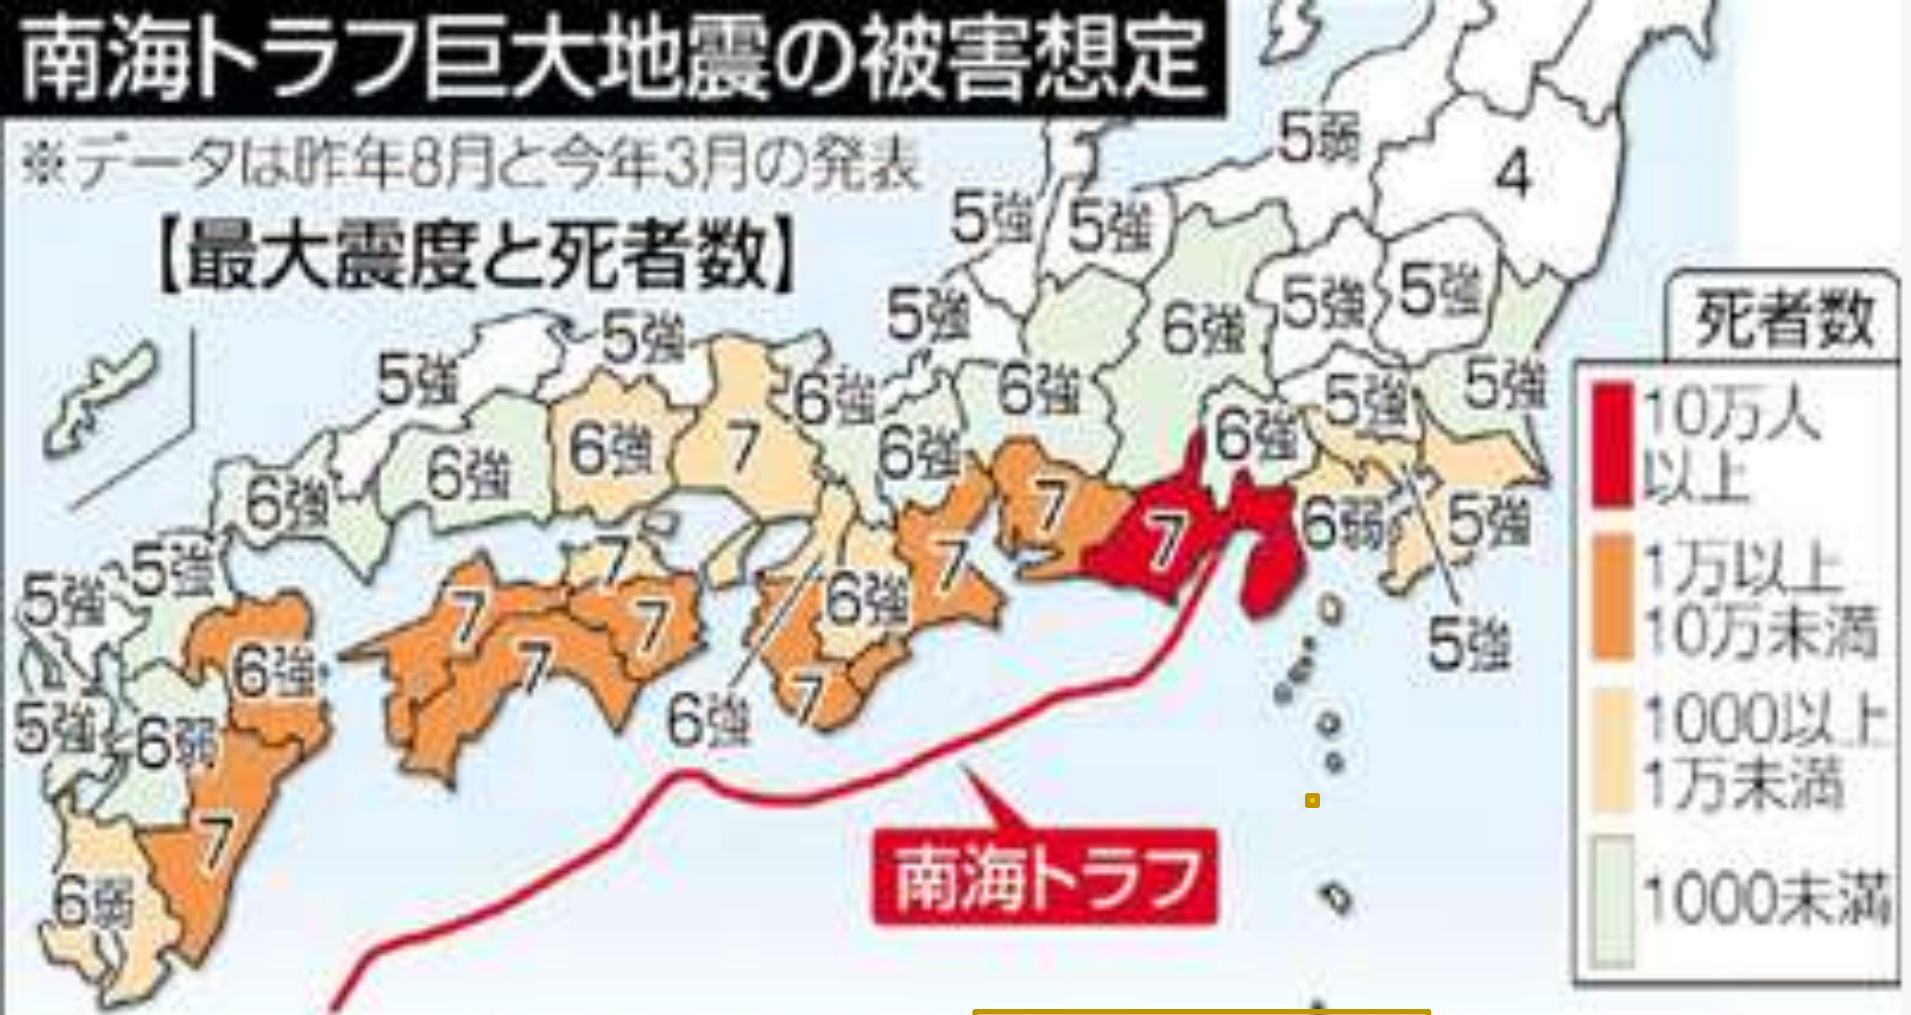 南海トラフ巨大地震の被害想定
※データは昨年8月と今年3月の発表
【最大震度と死者数】
5弱
4
5強
5強
5強
5強
5強
6強
5強
5強
6強
6強
5強
5強
6強
6強
7
6強
6強
6強
7
7
6弱
5強
5強
5強
5強
7
7
6強
7
7
7
6強
6強
7
5強
6弱
7
6弱
南海トラフ
死者数
10万人
以上
1万以上
10万未満
1000以上
1万未満
1000未満